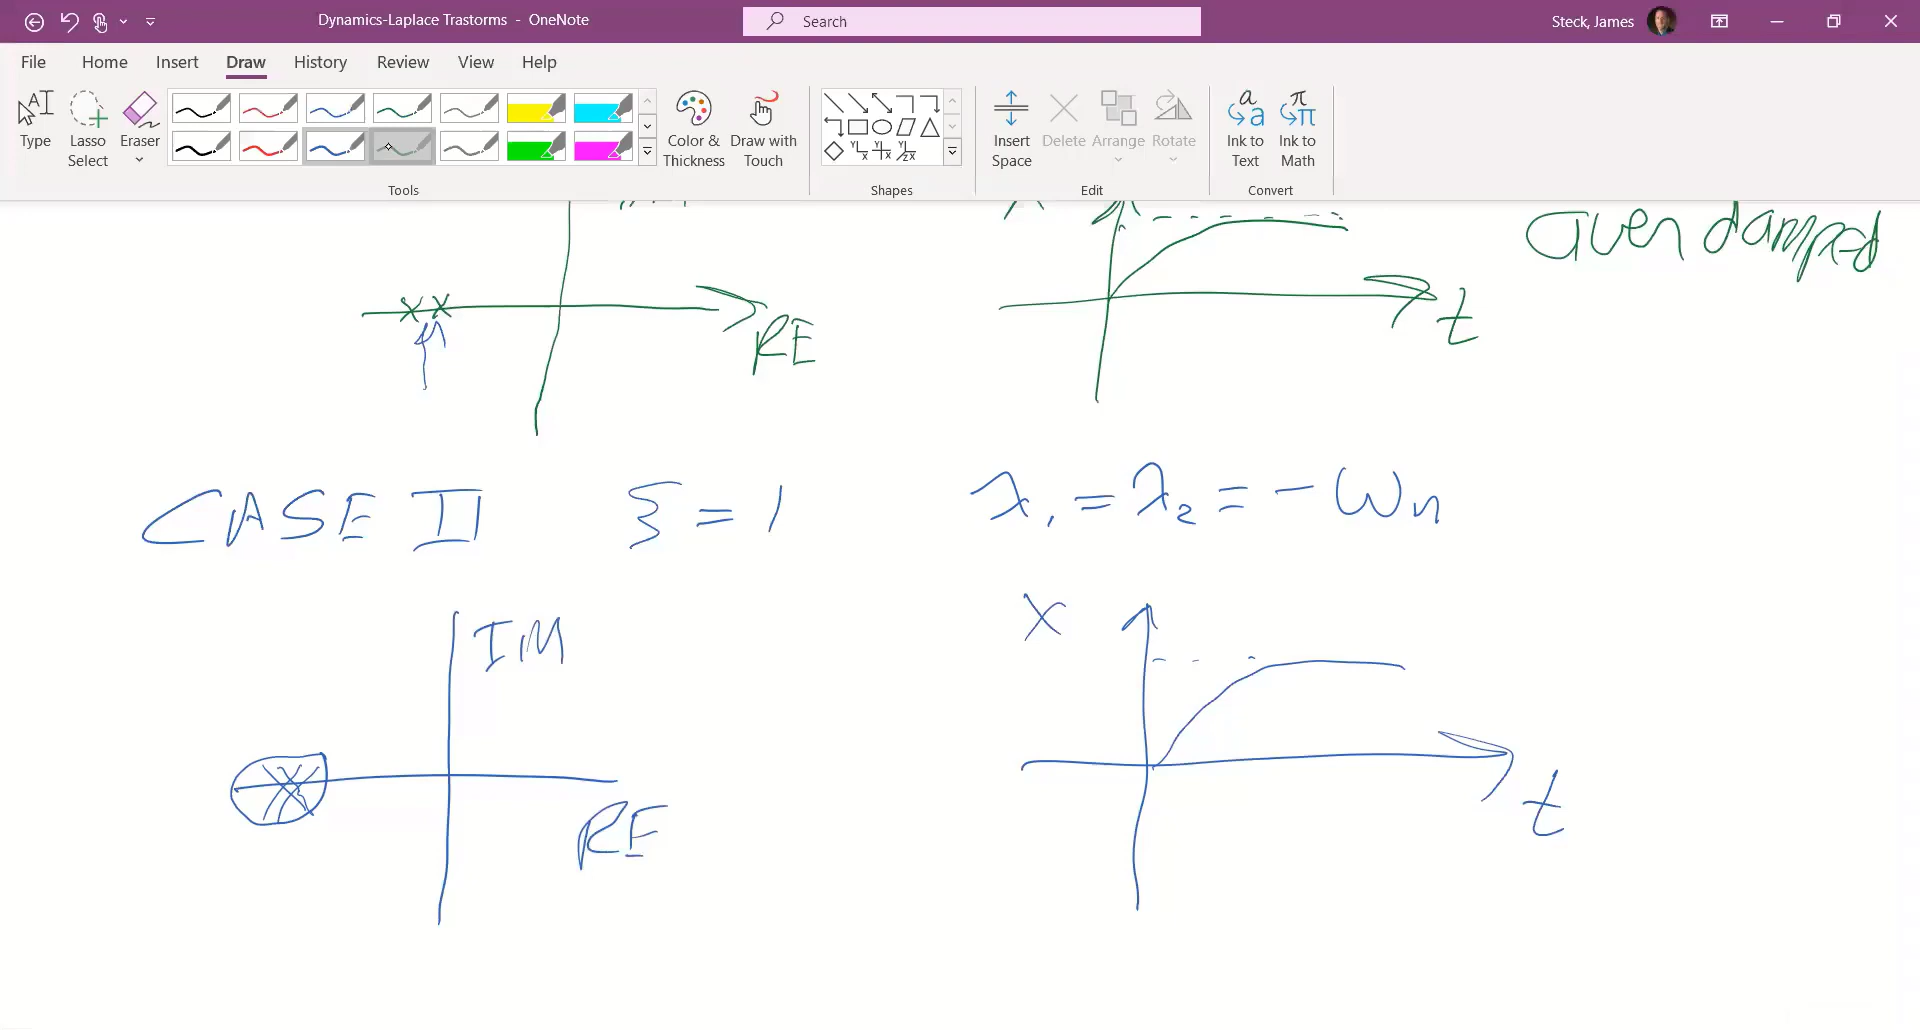 Dynamics-Laplace Trastorms - OneNote
Search
Steck, James
File Home Insert Draw History Review View Help
Type
Lasso Select
Eraser
Color & Thickness
Draw with Touch
Insert Space
Delete
Arrange
Rotate
Ink to Text
Ink to Math
Tools
Shapes
Edit
Convert
over damped
RE
t
CASE II ξ = 1 λ₁ = λ₂ = - ωn
IM
X
RE
t